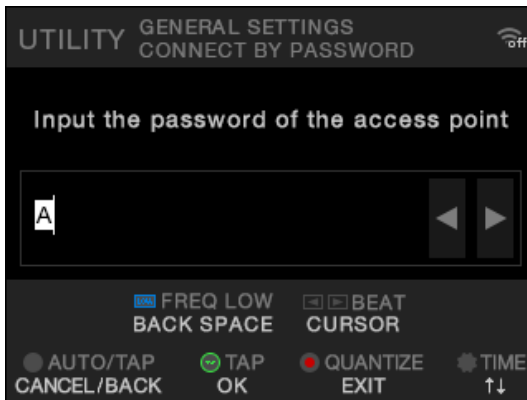 UTILITY
GENERAL SETTINGS
CONNECT BY PASSWORD
off
Input the password of the access point
A
FREQ LOW
BACK SPACE
BEAT
CURSOR
AUTO/TAP
CANCEL/BACK
TAP
OK
QUANTIZE
EXIT
TIME
↑↓